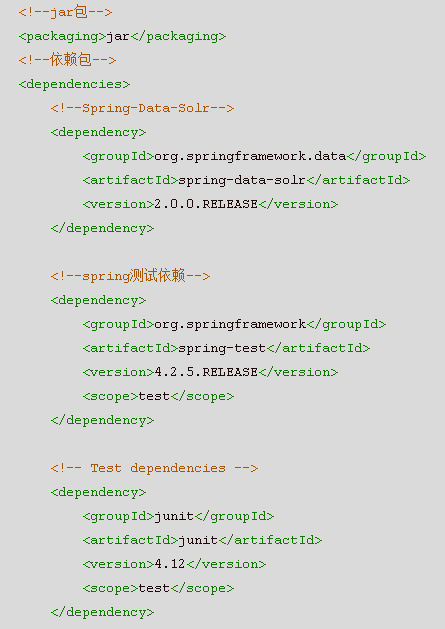 <!--jar包-->
<packaging>jar</packaging>
<!--依赖包-->
<dependencies>
    <!--Spring-Data-Solr-->
    <dependency>
        <groupId>org.springframework.data</groupId>
        <artifactId>spring-data-solr</artifactId>
        <version>2.0.0.RELEASE</version>
    </dependency>

    <!--spring测试依赖-->
    <dependency>
        <groupId>org.springframework</groupId>
        <artifactId>spring-test</artifactId>
        <version>4.2.5.RELEASE</version>
        <scope>test</scope>
    </dependency>

    <!-- Test dependencies -->
    <dependency>
        <groupId>junit</groupId>
        <artifactId>junit</artifactId>
        <version>4.12</version>
        <scope>test</scope>
    </dependency>